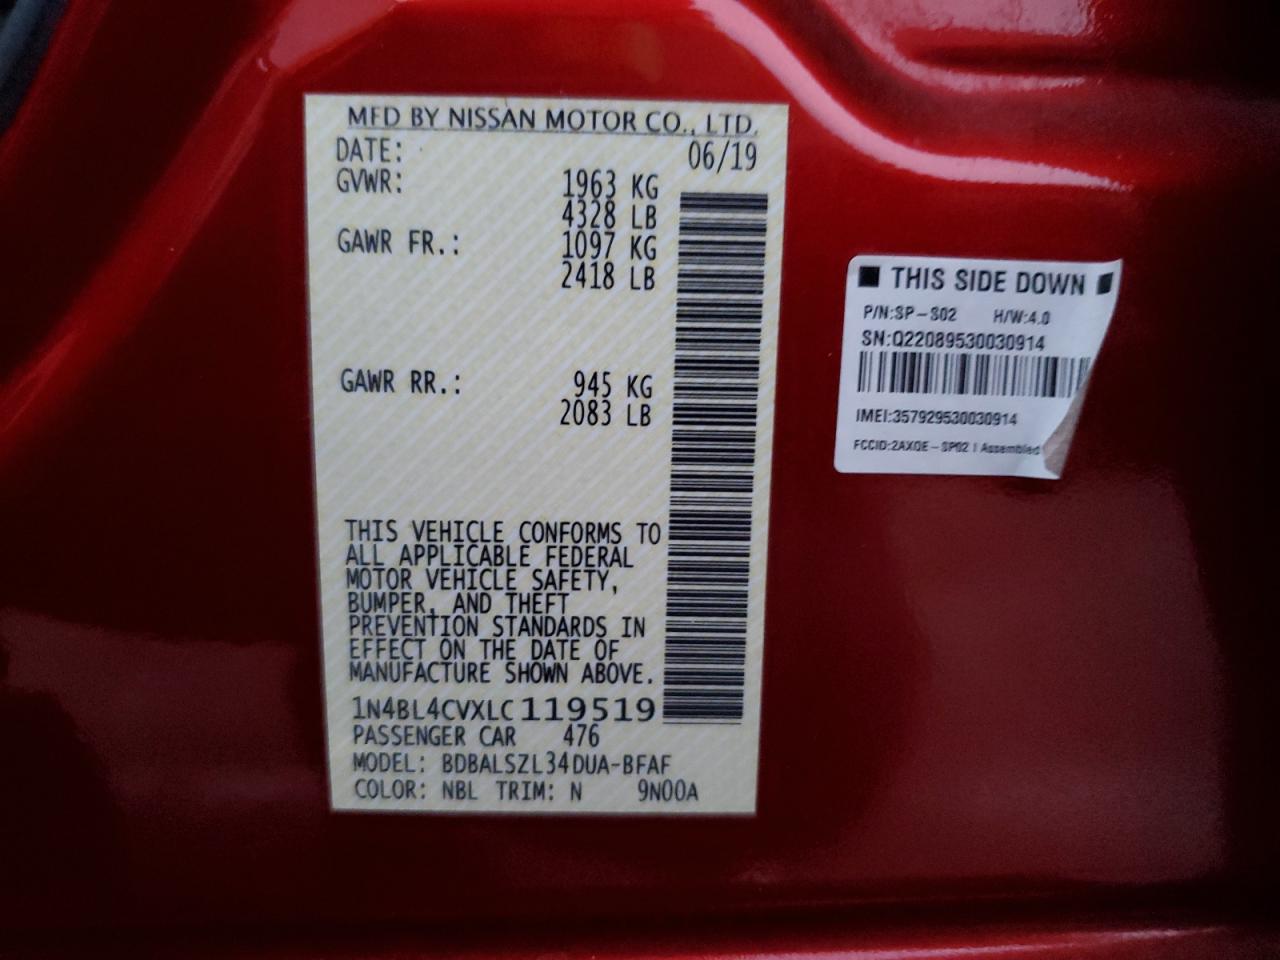 MFD BY NISSAN MOTOR CO., LTD.
DATE: 06/19
GVWR: 1963 KG
4328 LB
GAWR FR.: 1097 KG
2418 LB
GAWR RR.: 945 KG
2083 LB
THIS VEHICLE CONFORMS TO
ALL APPLICABLE FEDERAL
MOTOR VEHICLE SAFETY,
BUMPER, AND THEFT
PREVENTION STANDARDS IN
EFFECT ON THE DATE OF
MANUFACTURE SHOWN ABOVE.
1N4BL4CVXLC119519
PASSENGER CAR 476
MODEL: BDBALSZL34DUA-BFAF
COLOR: NBL TRIM: N 9N00A
THIS SIDE DOWN
P/N:SP-S02 H/W:4.0
SN:Q22089530030914
IMEI:357929530030914
FCCID:2AXQE-SP02 | Assembled